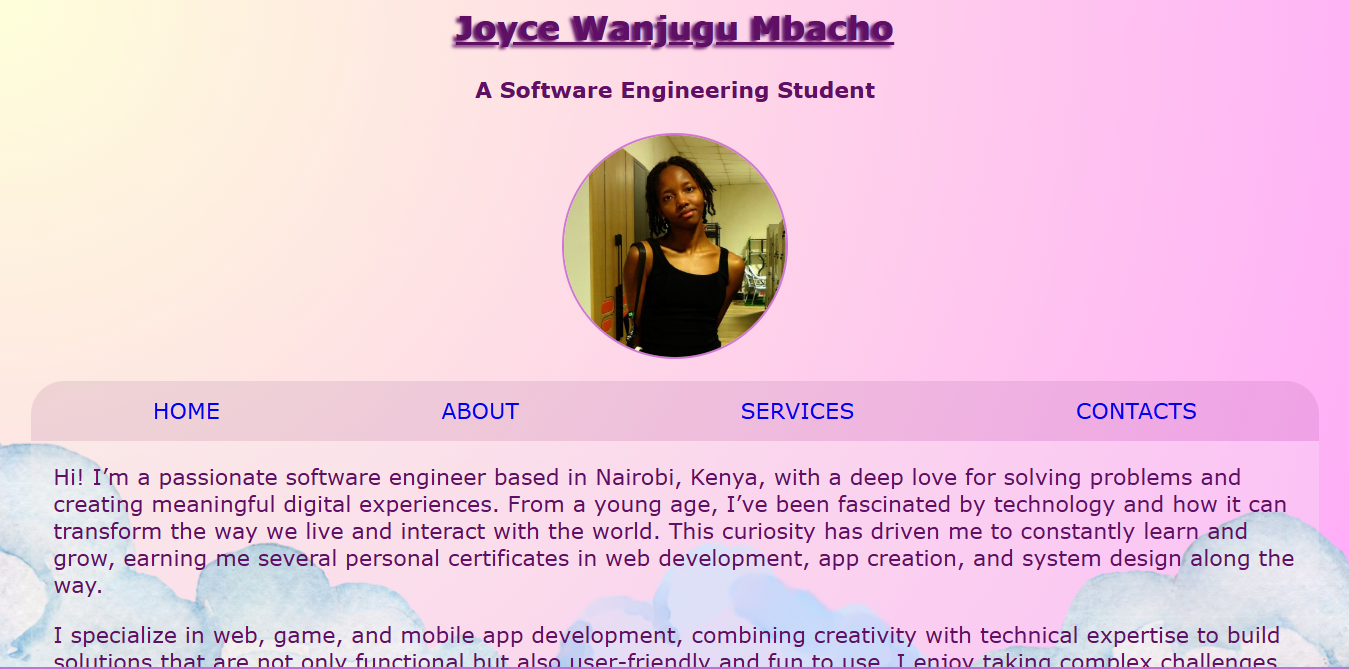 Joyce Wanjugu Mbacho
A Software Engineering Student
HOME ABOUT SERVICES CONTACTS
Hi! I’m a passionate software engineer based in Nairobi, Kenya, with a deep love for solving problems and
creating meaningful digital experiences. From a young age, I’ve been fascinated by technology and how it can
transform the way we live and interact with the world. This curiosity has driven me to constantly learn and
grow, earning me several personal certificates in web development, app creation, and system design along the
way.
I specialize in web, game, and mobile app development, combining creativity with technical expertise to build
solutions that are not only functional but also user-friendly and fun to use. I enjoy taking complex challenges